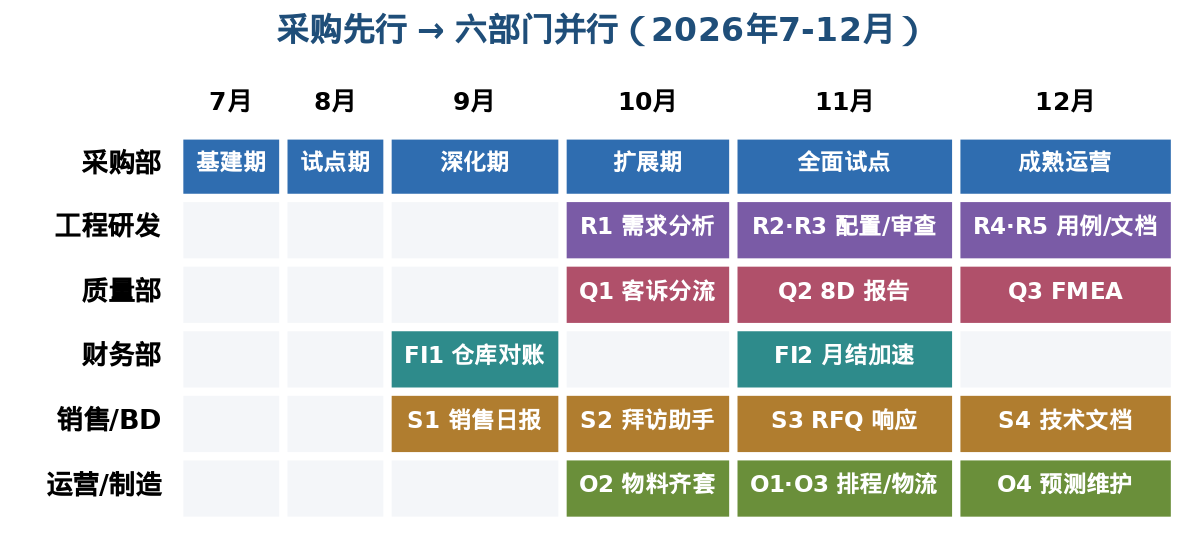 采购先行 → 六部门并行（2026年7-12月）
7月 8月 9月 10月 11月 12月
采购部 基建期 试点期 深化期 扩展期 全面试点 成熟运营
工程研发 R1 需求分析 R2·R3 配置/审查 R4·R5 用例/文档
质量部 Q1 客诉分流 Q2 8D 报告 Q3 FMEA
财务部 FI1 仓库对账 FI2 月结加速
销售/BD S1 销售日报 S2 拜访助手 S3 RFQ 响应 S4 技术文档
运营/制造 O2 物料齐套 O1·O3 排程/物流 O4 预测维护